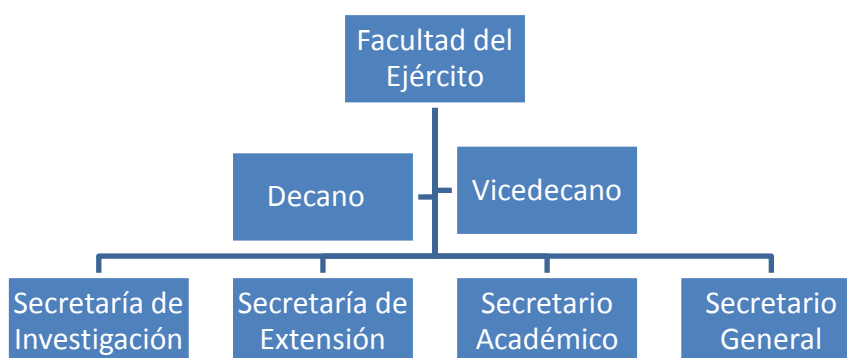 Facultad del
Ejército
Decano
Vicedecano
Secretaría de
Investigación
Secretaría de
Extensión
Secretario
Académico
Secretario
General